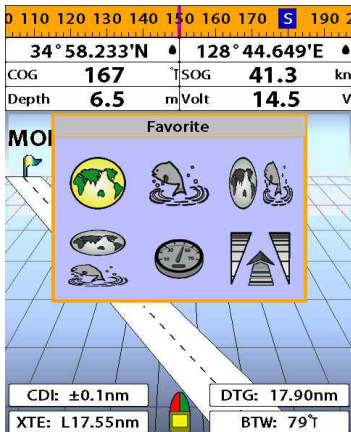 0 110 120 130 140 150 160 170 S 190 2
34°58.233'N 128°44.649'E
COG 167 °T SOG 41.3 kn
Depth 6.5 m Volt 14.5 V
Favorite
MO
CDI: ±0.1nm DTG: 17.90nm
XTE: L17.55nm BTW: 79°T